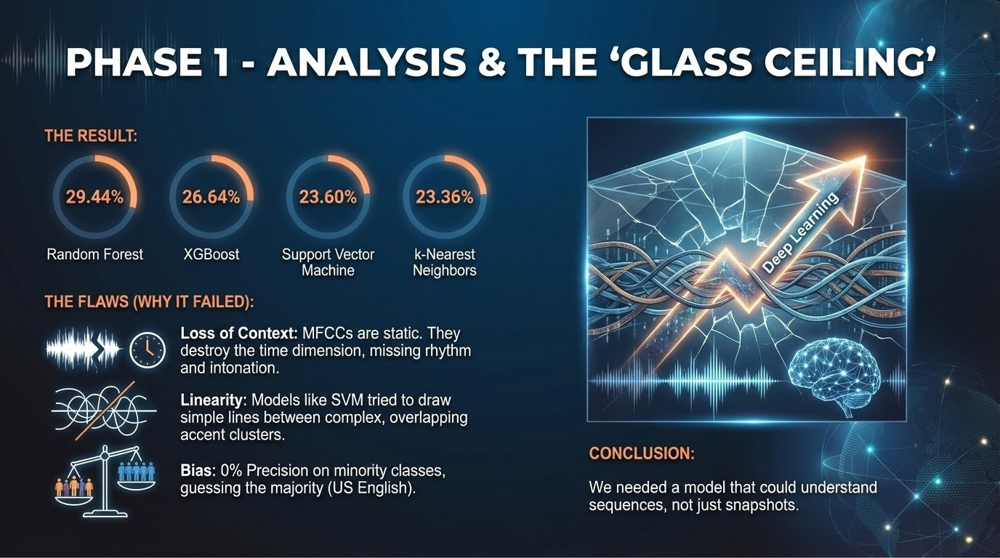 PHASE 1 - ANALYSIS & THE ‘GLASS CEILING’
THE RESULT:
29.44%
26.64%
23.60%
23.36%
Random Forest
XGBoost
Support Vector
Machine
k-Nearest
Neighbors
THE FLAWS (WHY IT FAILED):
Loss of Context: MFCCs are static. They
destroy the time dimension, missing rhythm
and intonation.
Linearity: Models like SVM tried to draw
simple lines between complex, overlapping
accent clusters.
Bias: 0% Precision on minority classes,
guessing the majority (US English).
Deep Learning
CONCLUSION:
We needed a model that could understand
sequences, not just snapshots.